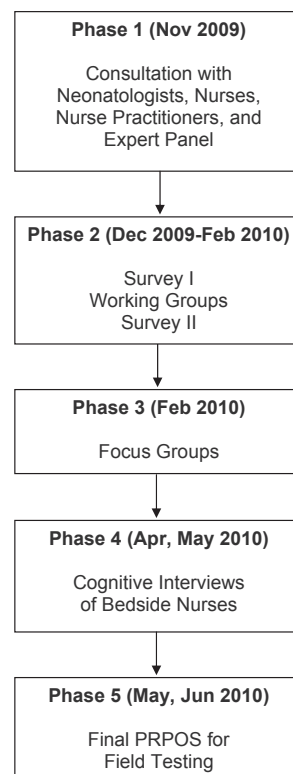 Phase 1 (Nov 2009)
Consultation with
Neonatologists, Nurses,
Nurse Practitioners, and
Expert Panel
Phase 2 (Dec 2009-Feb 2010)
Survey I
Working Groups
Survey II
Phase 3 (Feb 2010)
Focus Groups
Phase 4 (Apr, May 2010)
Cognitive Interviews
of Bedside Nurses
Phase 5 (May, Jun 2010)
Final PRPOS for
Field Testing